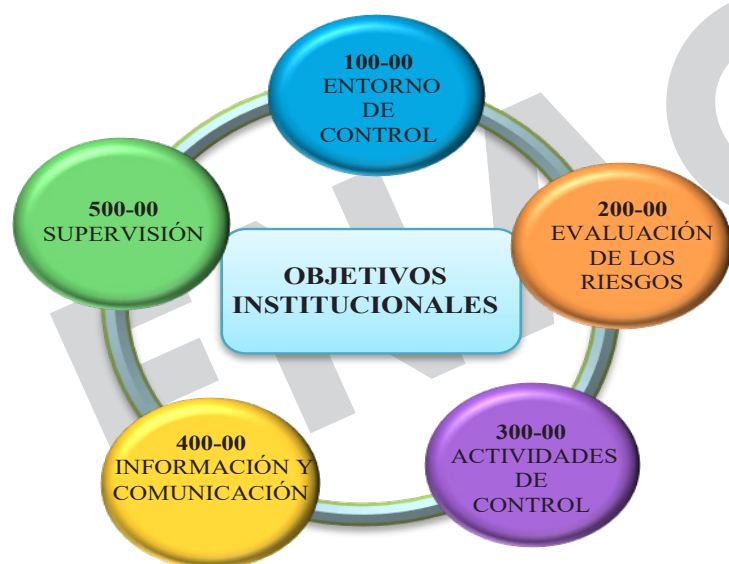 100-00
ENTORNO
DE
CONTROL
200-00
EVALUACIÓN
DE LOS
RIESGOS
300-00
ACTIVIDADES
DE
CONTROL
400-00
INFORMACIÓN Y
COMUNICACIÓN
500-00
SUPERVISIÓN
OBJETIVOS
INSTITUCIONALES